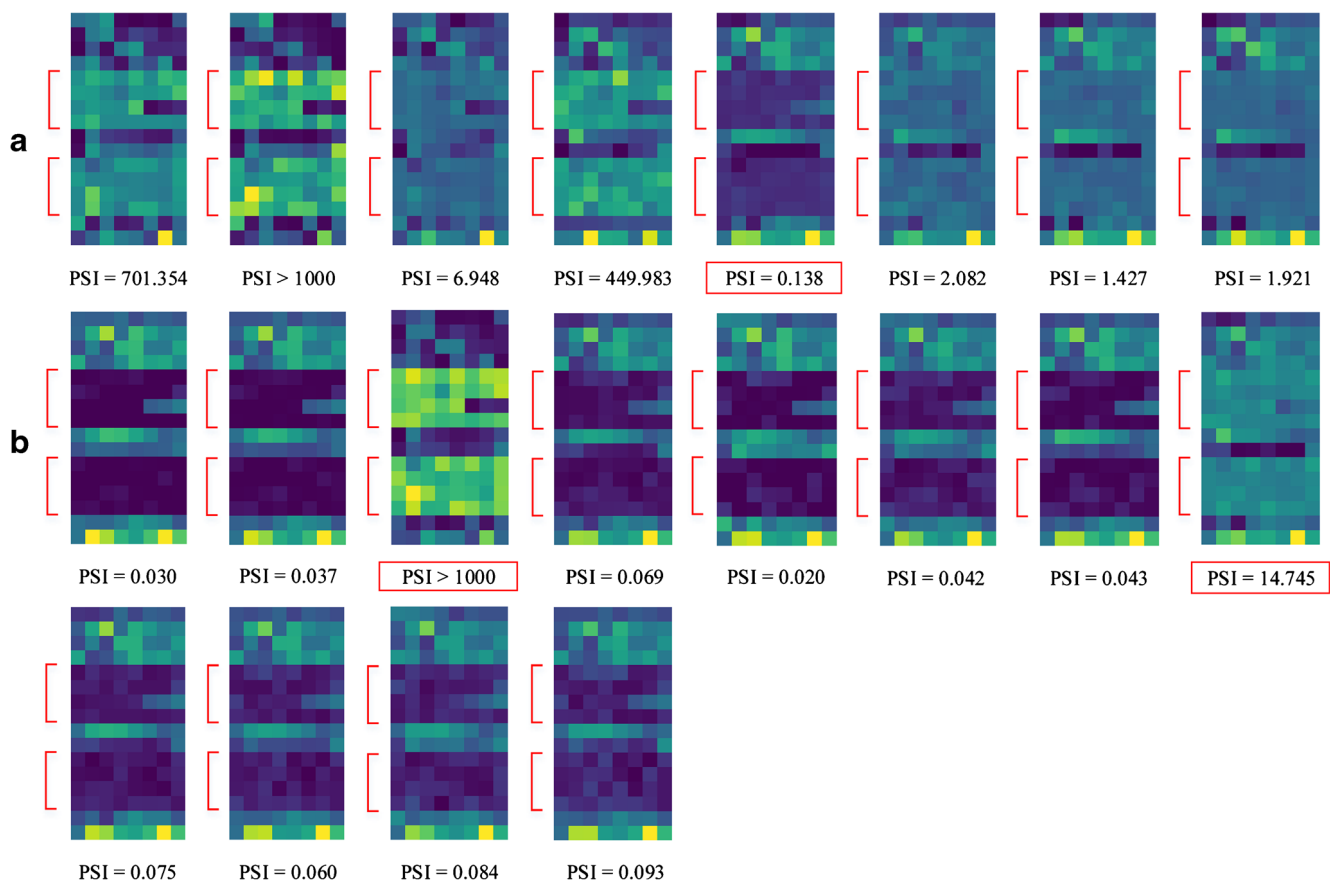 a
PSI = 701.354 PSI > 1000 PSI = 6.948 PSI = 449.983 PSI = 0.138 PSI = 2.082 PSI = 1.427 PSI = 1.921
b
PSI = 0.030 PSI = 0.037 PSI > 1000 PSI = 0.069 PSI = 0.020 PSI = 0.042 PSI = 0.043 PSI = 14.745
PSI = 0.075 PSI = 0.060 PSI = 0.084 PSI = 0.093